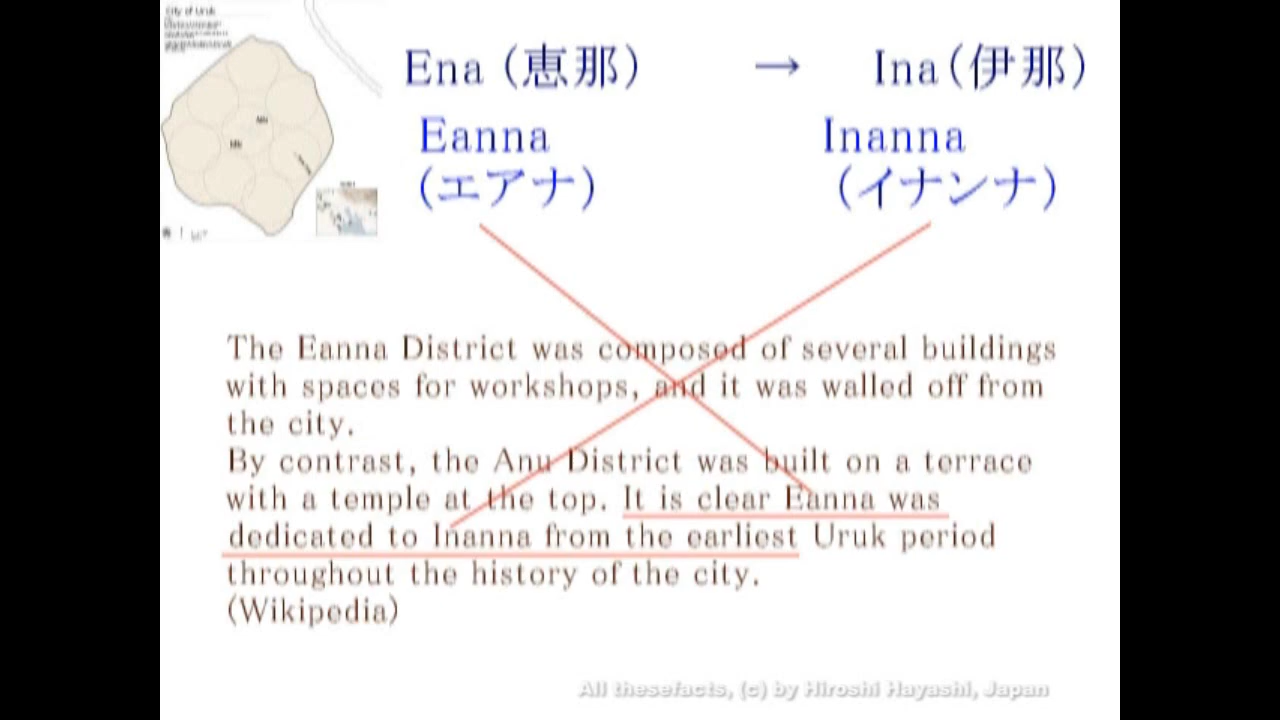 City of Uruk
Ena (恵那) → Ina (伊那)
Eanna Inanna
(エアナ) (イナンナ)
The Eanna District was composed of several buildings
with spaces for workshops, and it was walled off from
the city.
By contrast, the Anu District was built on a terrace
with a temple at the top. It is clear Eanna was
dedicated to Inanna from the earliest Uruk period
throughout the history of the city.
(Wikipedia)
All thesefacts, (c) by Hiroshi Hayashi, Japan